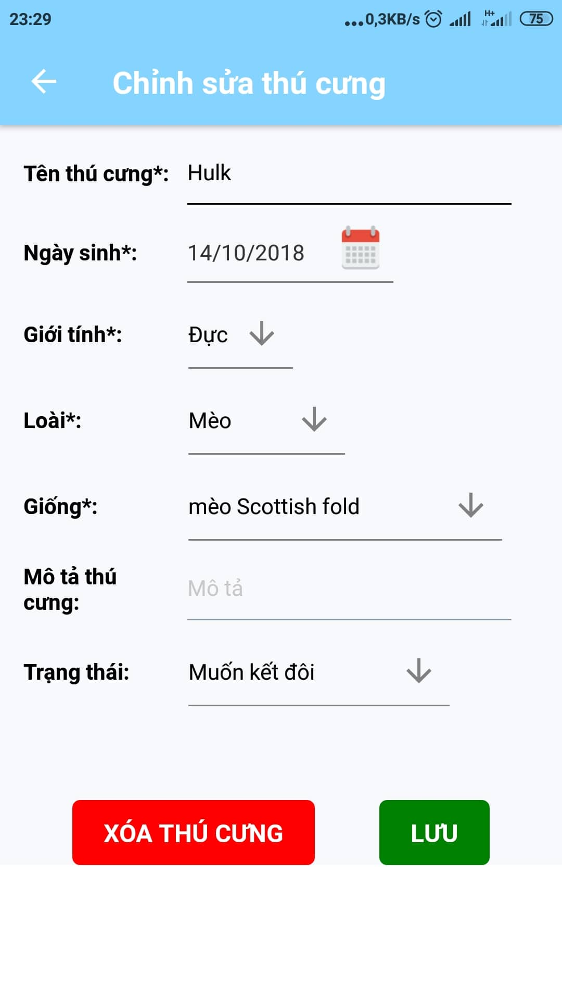 23:29
...0,3KB/s H+ 75
Chỉnh sửa thú cưng
Tên thú cưng*: Hulk
Ngày sinh*: 14/10/2018
Giới tính*: Đực
Loài*: Mèo
Giống*: mèo Scottish fold
Mô tả thú
cưng:
Mô tả
Trạng thái: Muốn kết đôi
XÓA THÚ CƯNG LƯU